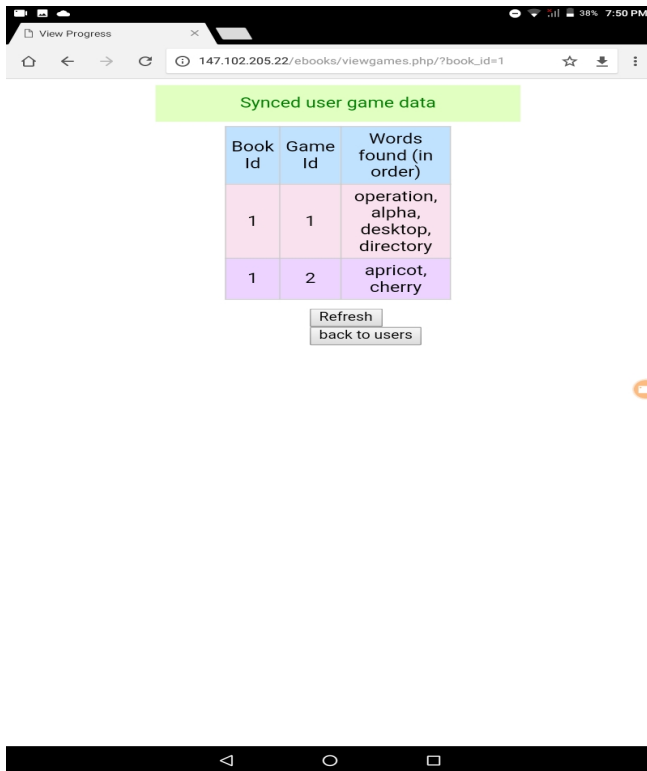 38% 7:50 PM
View Progress
147.102.205.22/ebooks/viewgames.php/?book_id=1
Synced user game data
Book Id
Game Id
Words found (in order)
1
1
operation, alpha, desktop, directory
1
2
apricot, cherry
Refresh
back to users